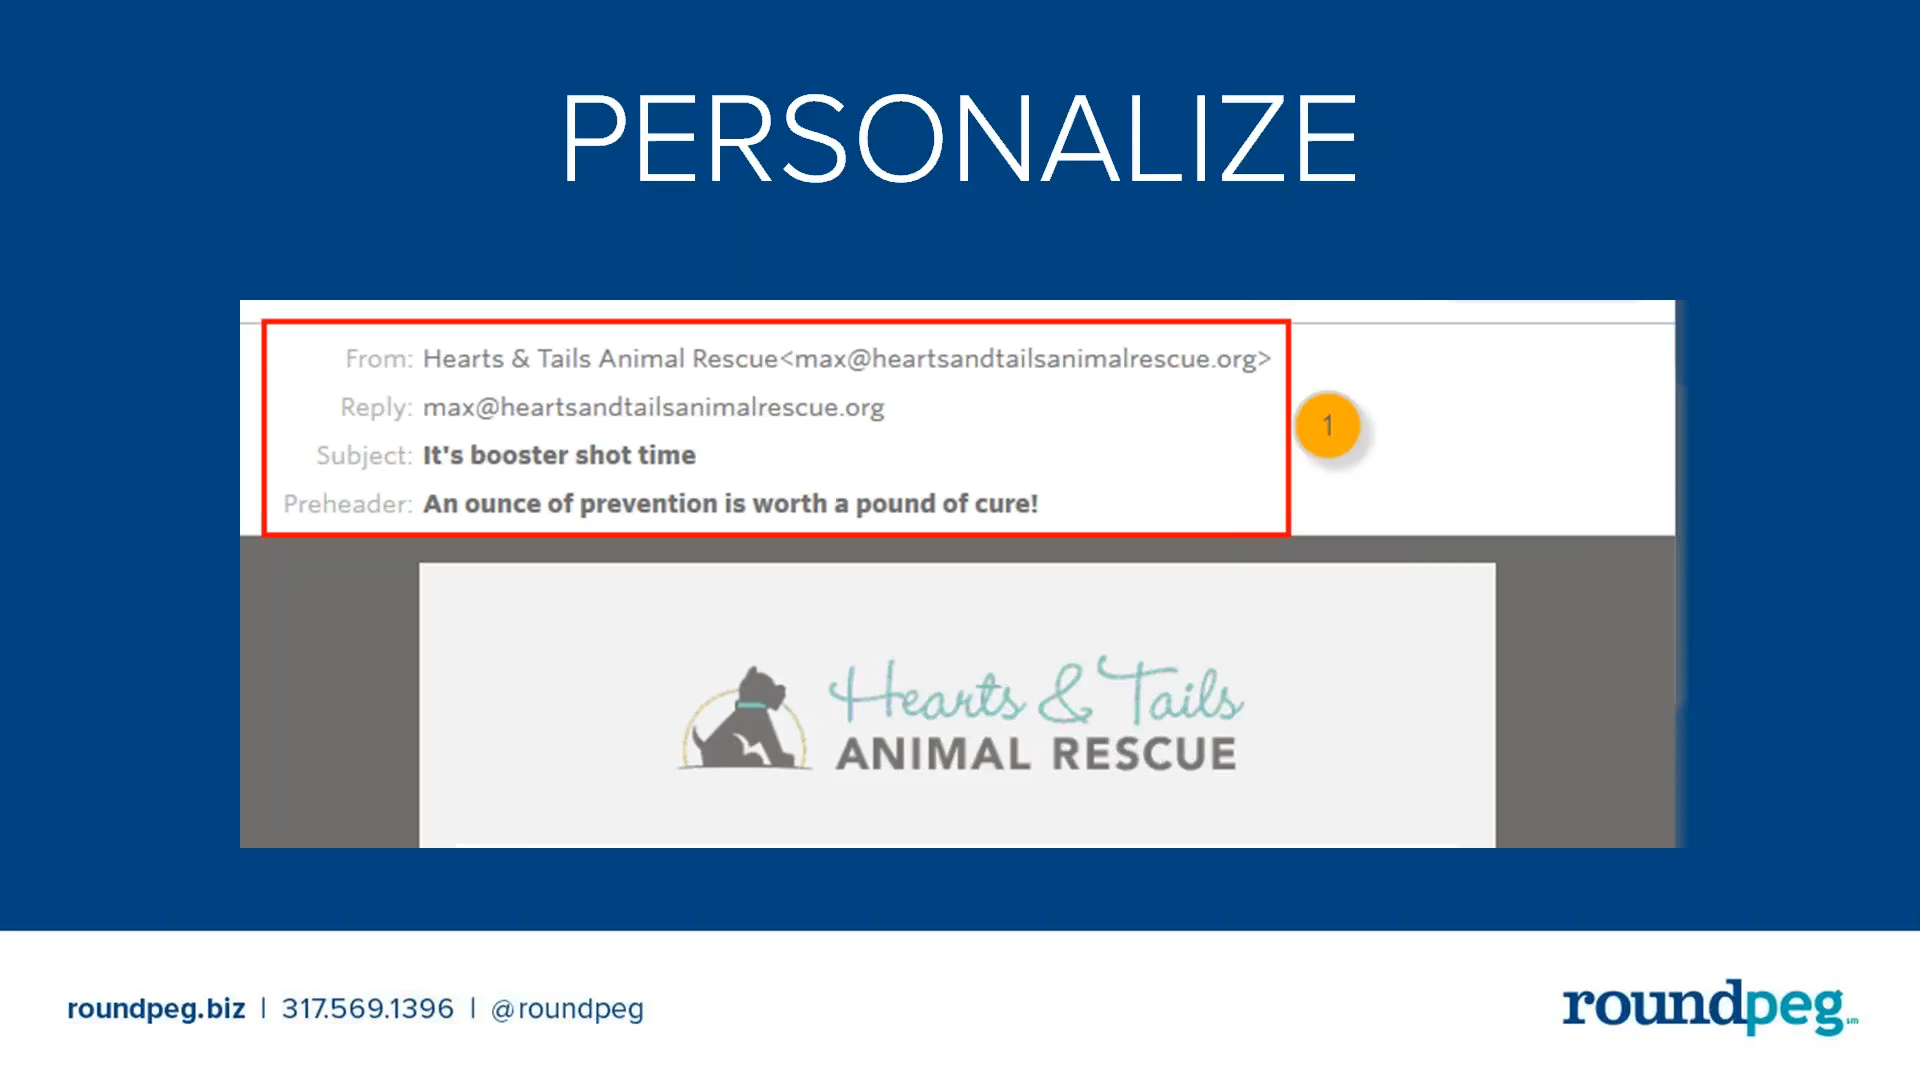 PERSONALIZE
From: Hearts & Tails Animal Rescue<max@heartsandtailsanimalrescue.org>
Reply: max@heartsandtailsanimalrescue.org
1
Subject: It's booster shot time
Preheader: An ounce of prevention is worth a pound of cure!
Hearts & Tails
ANIMAL RESCUE
roundpeg.biz | 317.569.1396 | @roundpeg
roundpeg℠